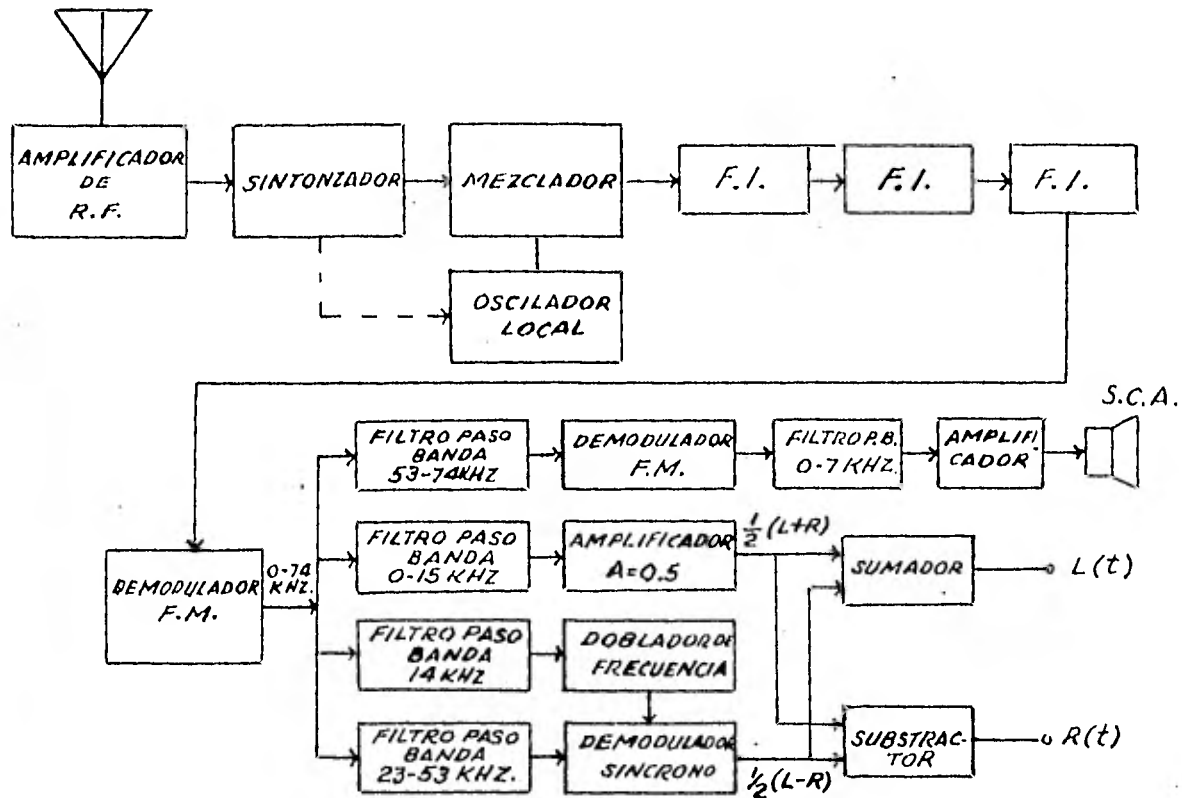 AMPLIFICADOR
DE
R.F.
SINTONZADOR
MEZCLADOR
F.I.
F.I.
F.I.
OSCILADOR
LOCAL
S.C.A.
FILTRO PASO
BANDA
53-74KHZ
DEMODULADOR
F.M.
FILTRO P.B.
0-7 KHZ.
AMPLIFI
CADOR
DEMODULADOR
F.M.
0-74
KHZ.
FILTRO PASO
BANDA
0-15 KHZ
AMPLIFICADOR
A=0.5
1/2 (L+R)
SUMADOR
L(t)
FILTRO PASO
BANDA
14 KHZ
DOBLADOR DE
FRECUENCIA
FILTRO PASO
BANDA
23-53 KHZ.
DEMODULADOR
SINCRONO
1/2 (L-R)
SUBSTRAC-
TOR
R(t)